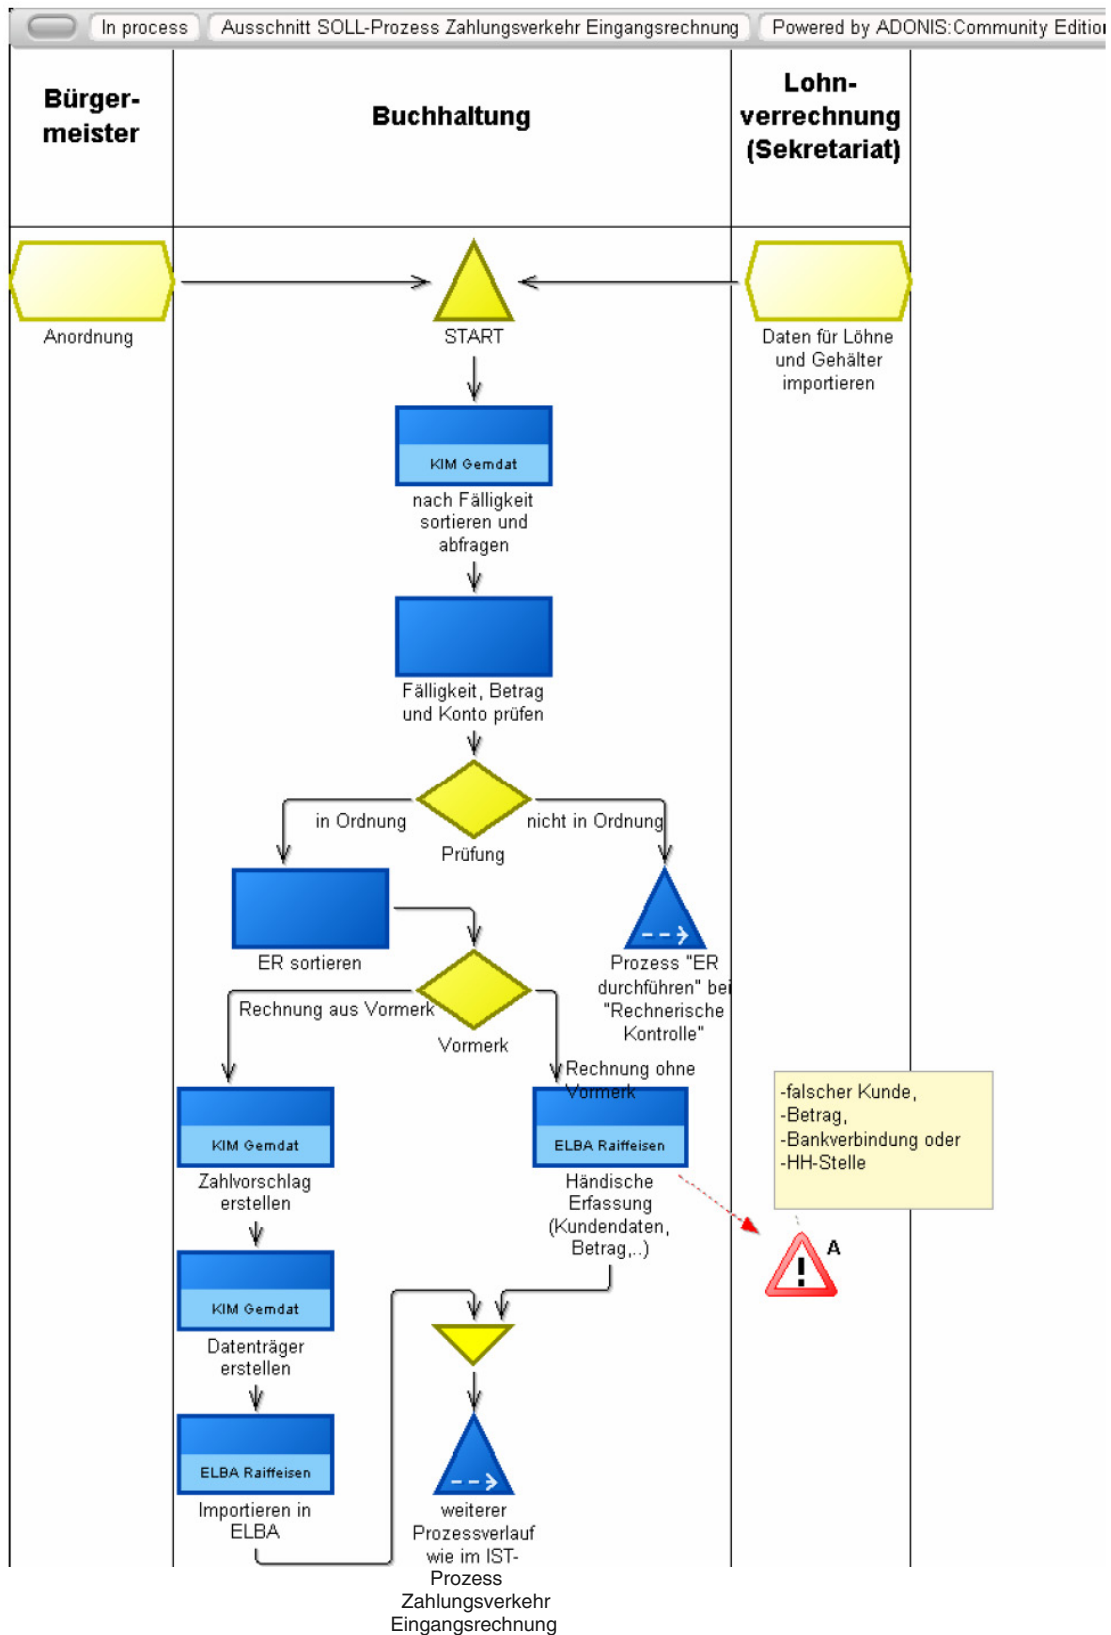 In process
Ausschnitt SOLL-Prozess Zahlungsverkehr Eingangsrechnung
Powered by ADONIS:Community Edition
Bürger-
meister
Buchhaltung
Lohn-
verrechnung
(Sekretariat)
Anordnung
START
Daten für Löhne
und Gehälter
importieren
KIM Gemdat
nach Fälligkeit
sortieren und
abfragen
Fälligkeit, Betrag
und Konto prüfen
in Ordnung
nicht in Ordnung
Prüfung
ER sortieren
Prozess "ER
durchführen" bei
"Rechnerische
Kontrolle"
Rechnung aus Vormerk
Vormerk
Rechnung ohne
Vormerk
KIM Gemdat
Zahlvorschlag
erstellen
ELBA Raiffeisen
Händische
Erfassung
(Kundendaten,
Betrag,..)
-falscher Kunde,
-Betrag,
-Bankverbindung oder
-HH-Stelle
A
KIM Gemdat
Datenträger
erstellen
ELBA Raiffeisen
Importieren in
ELBA
weiterer
Prozessverlauf
wie im IST-
Prozess
Zahlungsverkehr
Eingangsrechnung